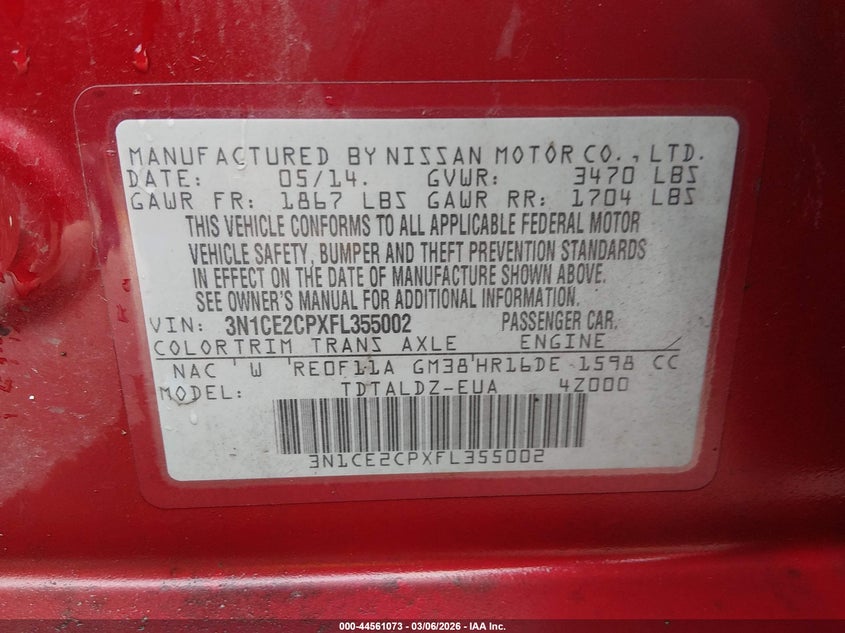 MANUFACTURED BY NISSAN MOTOR CO., LTD.
DATE: 05/14. GVWR: 3470 LBS
GAWR FR: 1867 LBS GAWR RR: 1704 LBS
THIS VEHICLE CONFORMS TO ALL APPLICABLE FEDERAL MOTOR
VEHICLE SAFETY, BUMPER AND THEFT PREVENTION STANDARDS
IN EFFECT ON THE DATE OF MANUFACTURE SHOWN ABOVE.
SEE OWNER'S MANUAL FOR ADDITIONAL INFORMATION.
VIN: 3N1CE2CPXFL355002 PASSENGER CAR.
COLORTRIM TRANS AXLE ENGINE
NAC W RE0F11A GM38 HR16DE 1598 CC
MODEL: TDTALDZ-EUA 4Z000
3N1CE2CPXFL355002
000-44561073 - 03/06/2026 - IAA Inc.